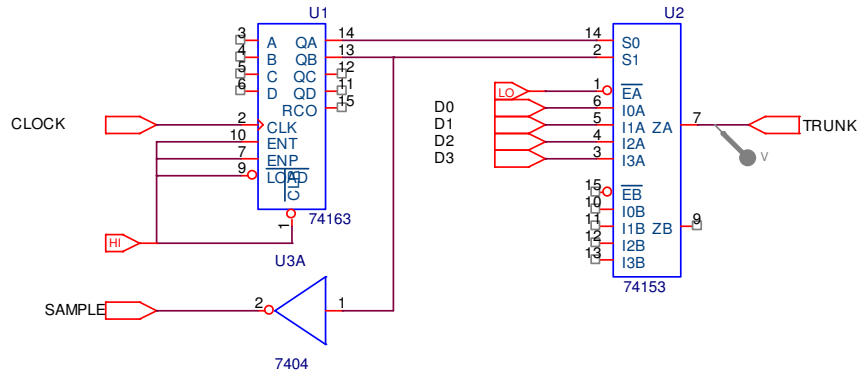 U1
U2
3 A QA 14
4 B QB 13
5 C QC 12
6 D QD 11
RCO 15
CLOCK 2 CLK
10 ENT
7 ENP
9 LOAD
CLR
1
74163
HI
14 S0
2 S1
LO 1 EA
D0 6 I0A
D1 5 I1A ZA 7 TRUNK
D2 4 I2A
D3 3 I3A
V
15 EB
10 I0B
11 I1B ZB 9
12 I2B
13 I3B
74153
U3A
SAMPLE 2 1
7404